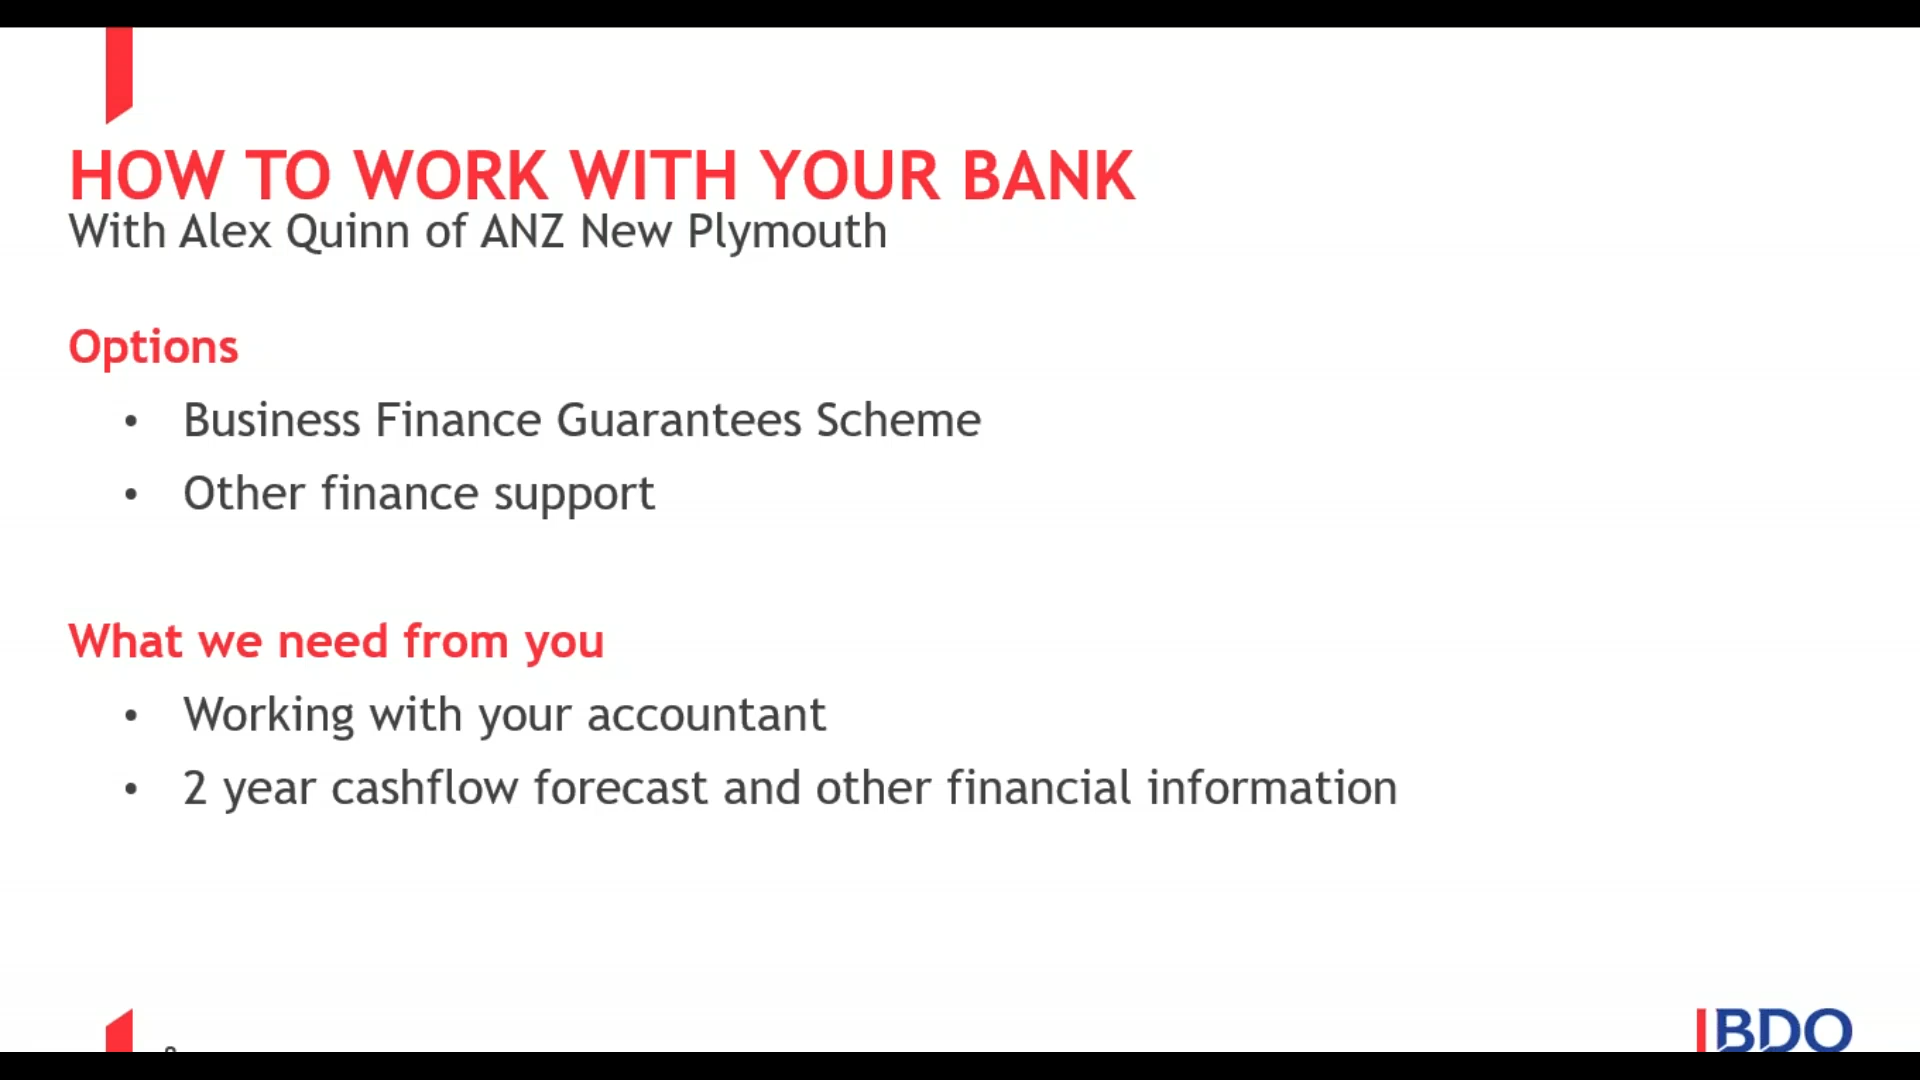 HOW TO WORK WITH YOUR BANK
With Alex Quinn of ANZ New Plymouth
Options
• Business Finance Guarantees Scheme
• Other finance support
What we need from you
• Working with your accountant
• 2 year cashflow forecast and other financial information
BDO